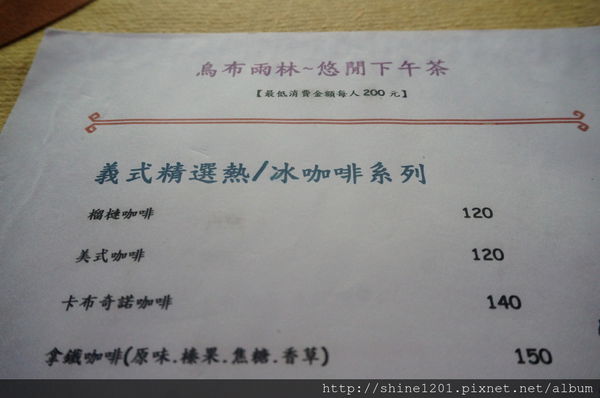 烏布雨林~悠閒下午茶
【最低消費金額每人 200 元】
義式精選熱/冰咖啡系列
榴槤咖啡 120
美式咖啡 120
卡布奇諾咖啡 140
拿鐵咖啡(原味.榛果.焦糖.香草) 150
http://shine1201.pixnet.net/album